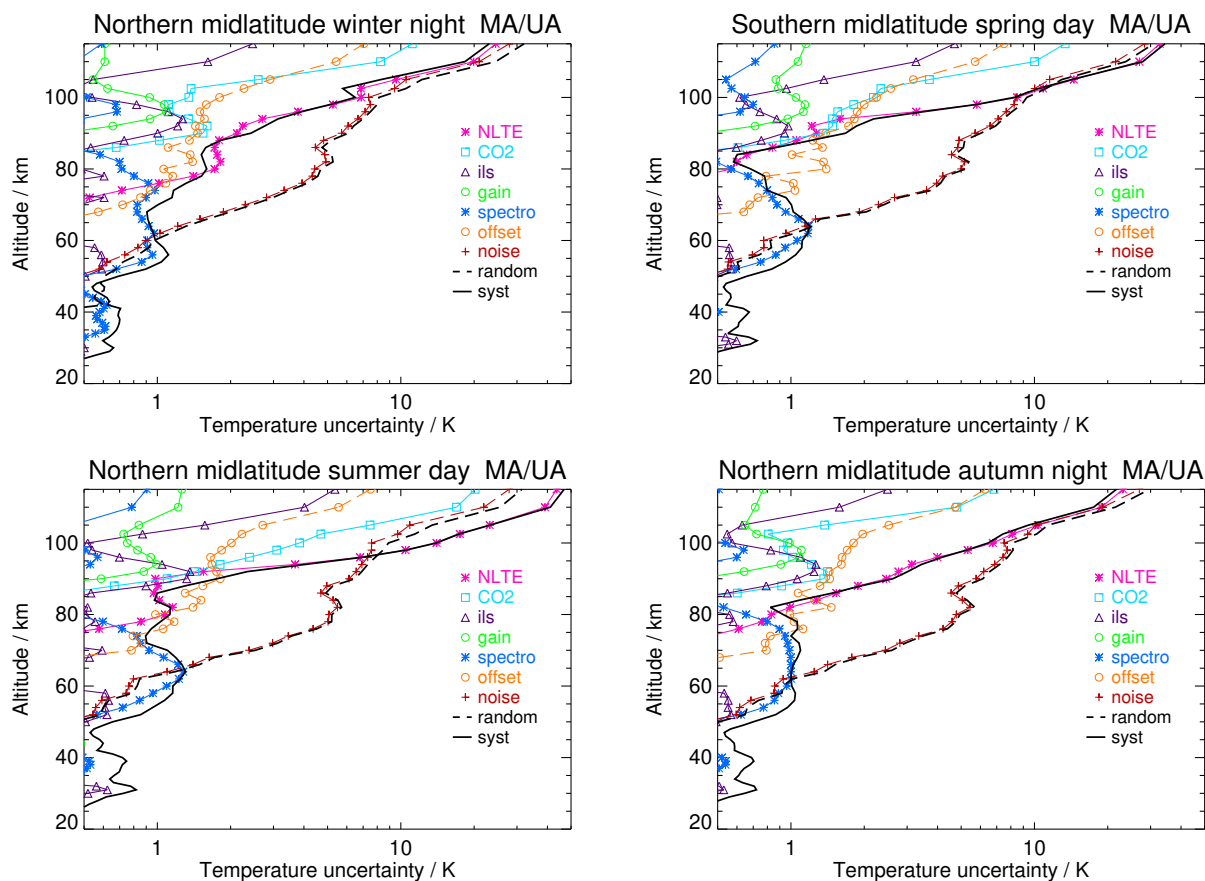 Northern midlatitude winter night MA/UA
100
80
60
40
20
Altitude / km
NLTE
CO2
ils
gain
spectro
offset
noise
random
syst
1
10
Temperature uncertainty / K
Southern midlatitude spring day MA/UA
100
80
60
40
20
Altitude / km
NLTE
CO2
ils
gain
spectro
offset
noise
random
syst
1
10
Temperature uncertainty / K
Northern midlatitude summer day MA/UA
100
80
60
40
20
Altitude / km
NLTE
CO2
ils
gain
spectro
offset
noise
random
syst
1
10
Temperature uncertainty / K
Northern midlatitude autumn night MA/UA
100
80
60
40
20
Altitude / km
NLTE
CO2
ils
gain
spectro
offset
noise
random
syst
1
10
Temperature uncertainty / K